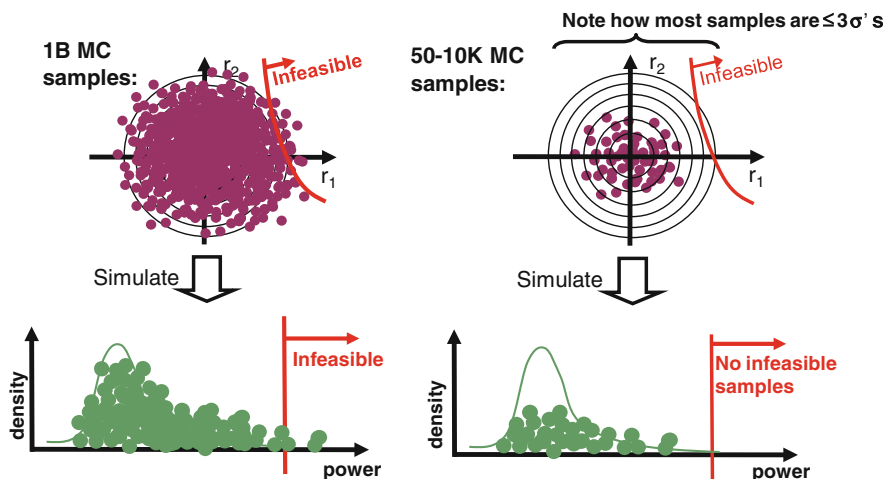 1B MC
samples:
r2
Infeasible
r1
Simulate
density
Infeasible
power
Note how most samples are ≤3σ' s
50-10K MC
samples:
r2
Infeasible
r1
Simulate
density
No infeasible
samples
power